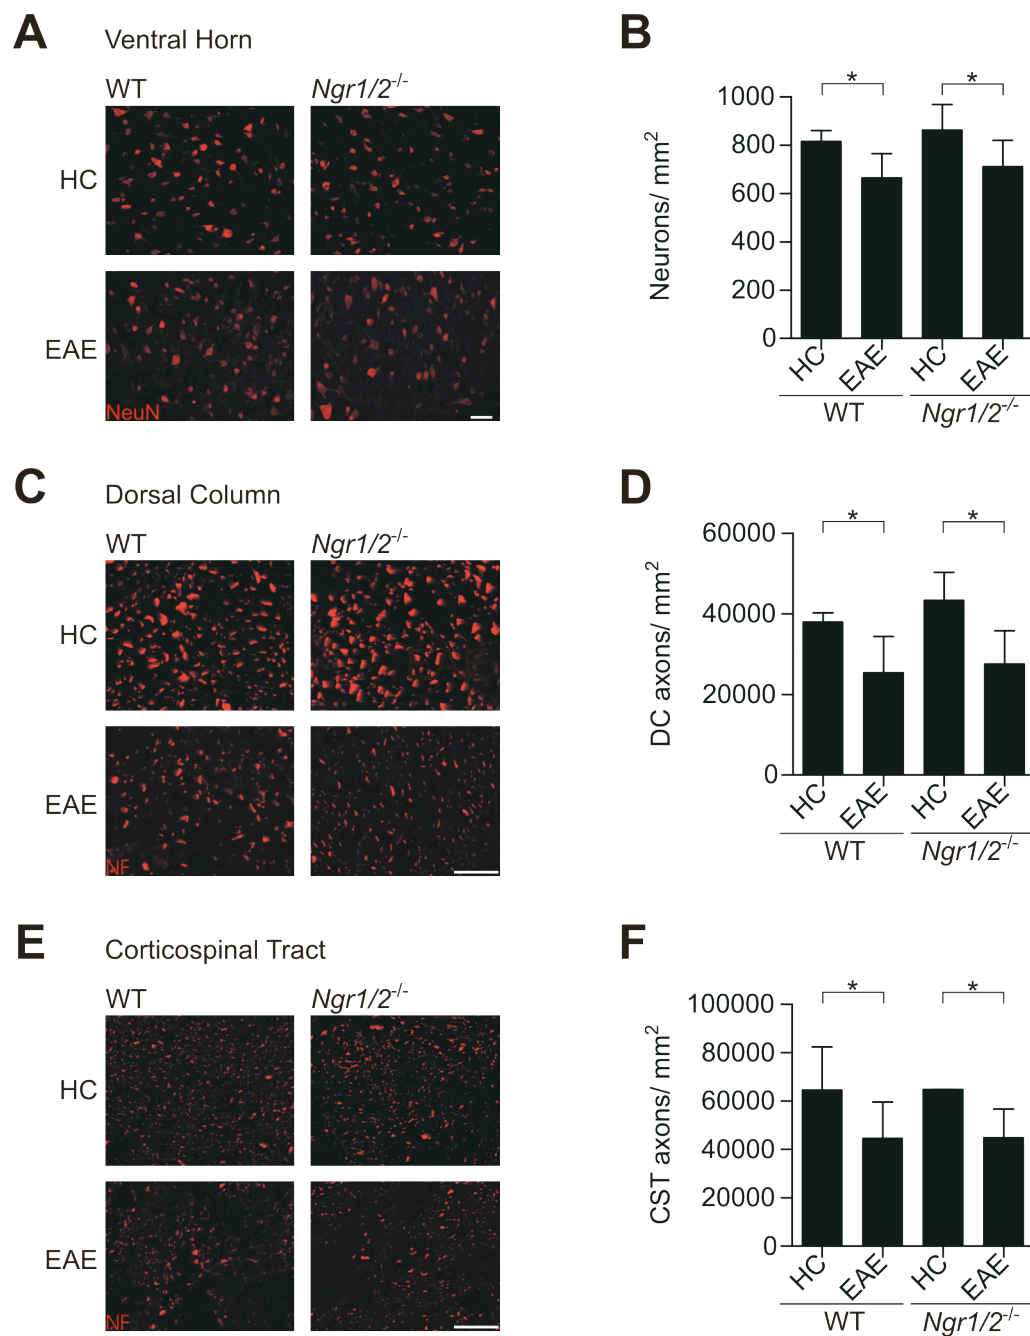 A Ventral Horn
WT Ngr1/2-/-
HC
EAE
NeuN
B
* *
1000
800
600
400
200
0
Neurons/ mm2
HC EAE HC EAE
WT Ngr1/2-/-
C Dorsal Column
WT Ngr1/2-/-
HC
EAE
NF
D
* *
60000
40000
20000
0
DC axons/ mm2
HC EAE HC EAE
WT Ngr1/2-/-
E Corticospinal Tract
WT Ngr1/2-/-
HC
EAE
NF
F
* *
100000
80000
60000
40000
20000
0
CST axons/ mm2
HC EAE HC EAE
WT Ngr1/2-/-